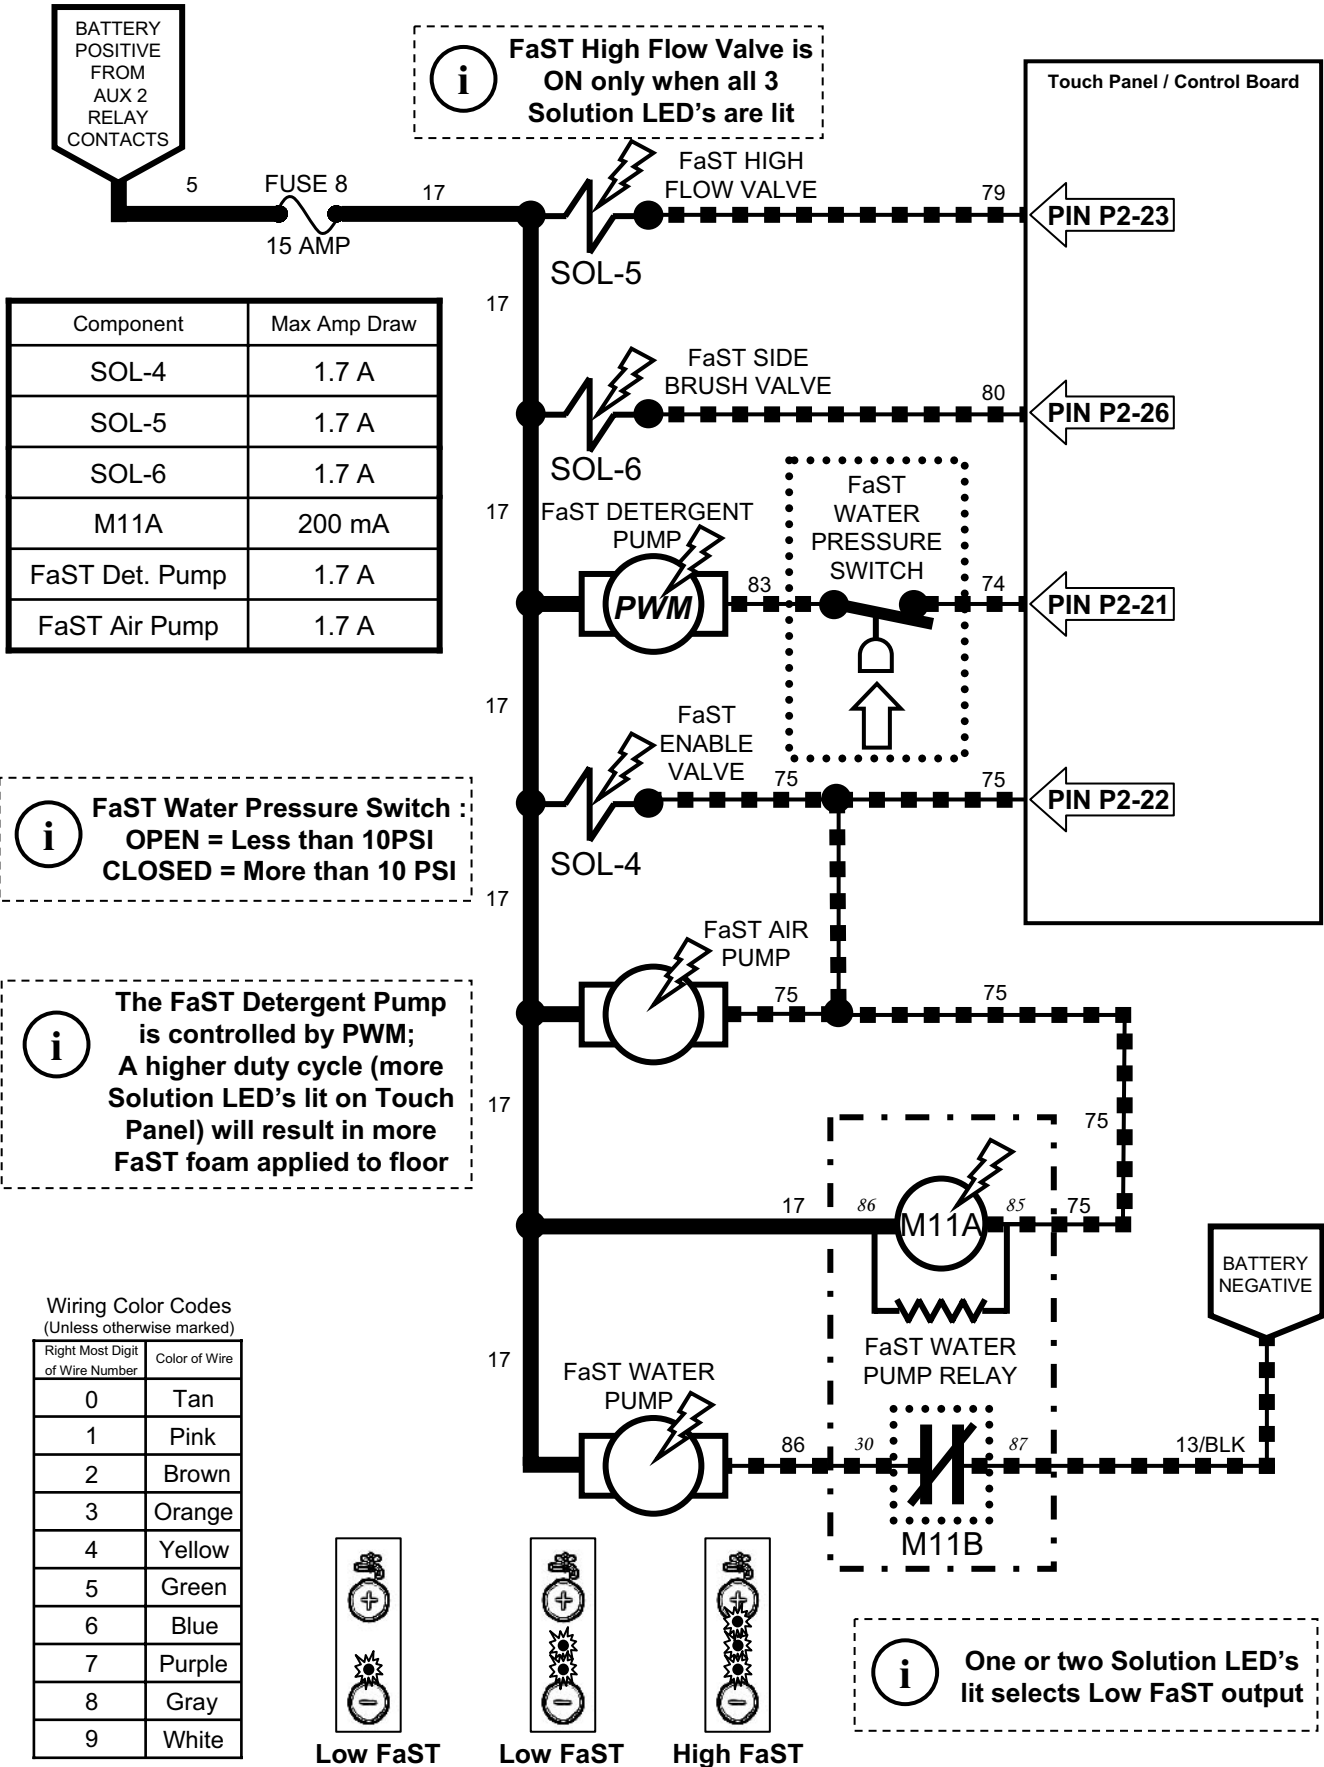 BATTERY
POSITIVE
FROM
AUX 2
RELAY
CONTACTS
i
FaST High Flow Valve is
ON only when all 3
Solution LED's are lit
Touch Panel / Control Board
5
FUSE 8
15 AMP
17
FaST HIGH
FLOW VALVE
79
PIN P2-23
SOL-5
17
Component Max Amp Draw
SOL-4 1.7 A
SOL-5 1.7 A
SOL-6 1.7 A
M11A 200 mA
FaST Det. Pump 1.7 A
FaST Air Pump 1.7 A
FaST SIDE
BRUSH VALVE
80
PIN P2-26
SOL-6
17
FaST DETERGENT
PUMP
PWM
83
FaST
WATER
PRESSURE
SWITCH
74
PIN P2-21
17
FaST
ENABLE
VALVE
75
75
PIN P2-22
SOL-4
i
FaST Water Pressure Switch :
OPEN = Less than 10PSI
CLOSED = More than 10 PSI
17
FaST AIR
PUMP
75
75
i
The FaST Detergent Pump
is controlled by PWM;
A higher duty cycle (more
Solution LED's lit on Touch
Panel) will result in more
FaST foam applied to floor
17
75
17
86
M11A
85
75
FaST WATER
PUMP RELAY
BATTERY
NEGATIVE
17
FaST WATER
PUMP
86
30
87
13/BLK
M11B
Wiring Color Codes
(Unless otherwise marked)
Right Most Digit
of Wire Number
Color of Wire
0 Tan
1 Pink
2 Brown
3 Orange
4 Yellow
5 Green
6 Blue
7 Purple
8 Gray
9 White
Low FaST
Low FaST
High FaST
i
One or two Solution LED's
lit selects Low FaST output